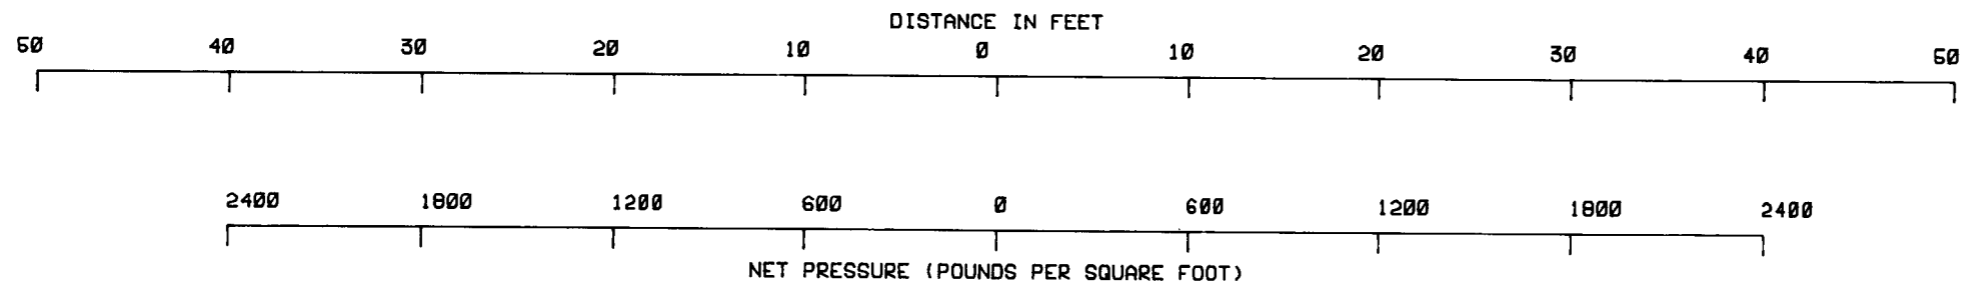 DISTANCE IN FEET
50 40 30 20 10 0 10 20 30 40 50
2400 1800 1200 600 0 600 1200 1800 2400
NET PRESSURE (POUNDS PER SQUARE FOOT)